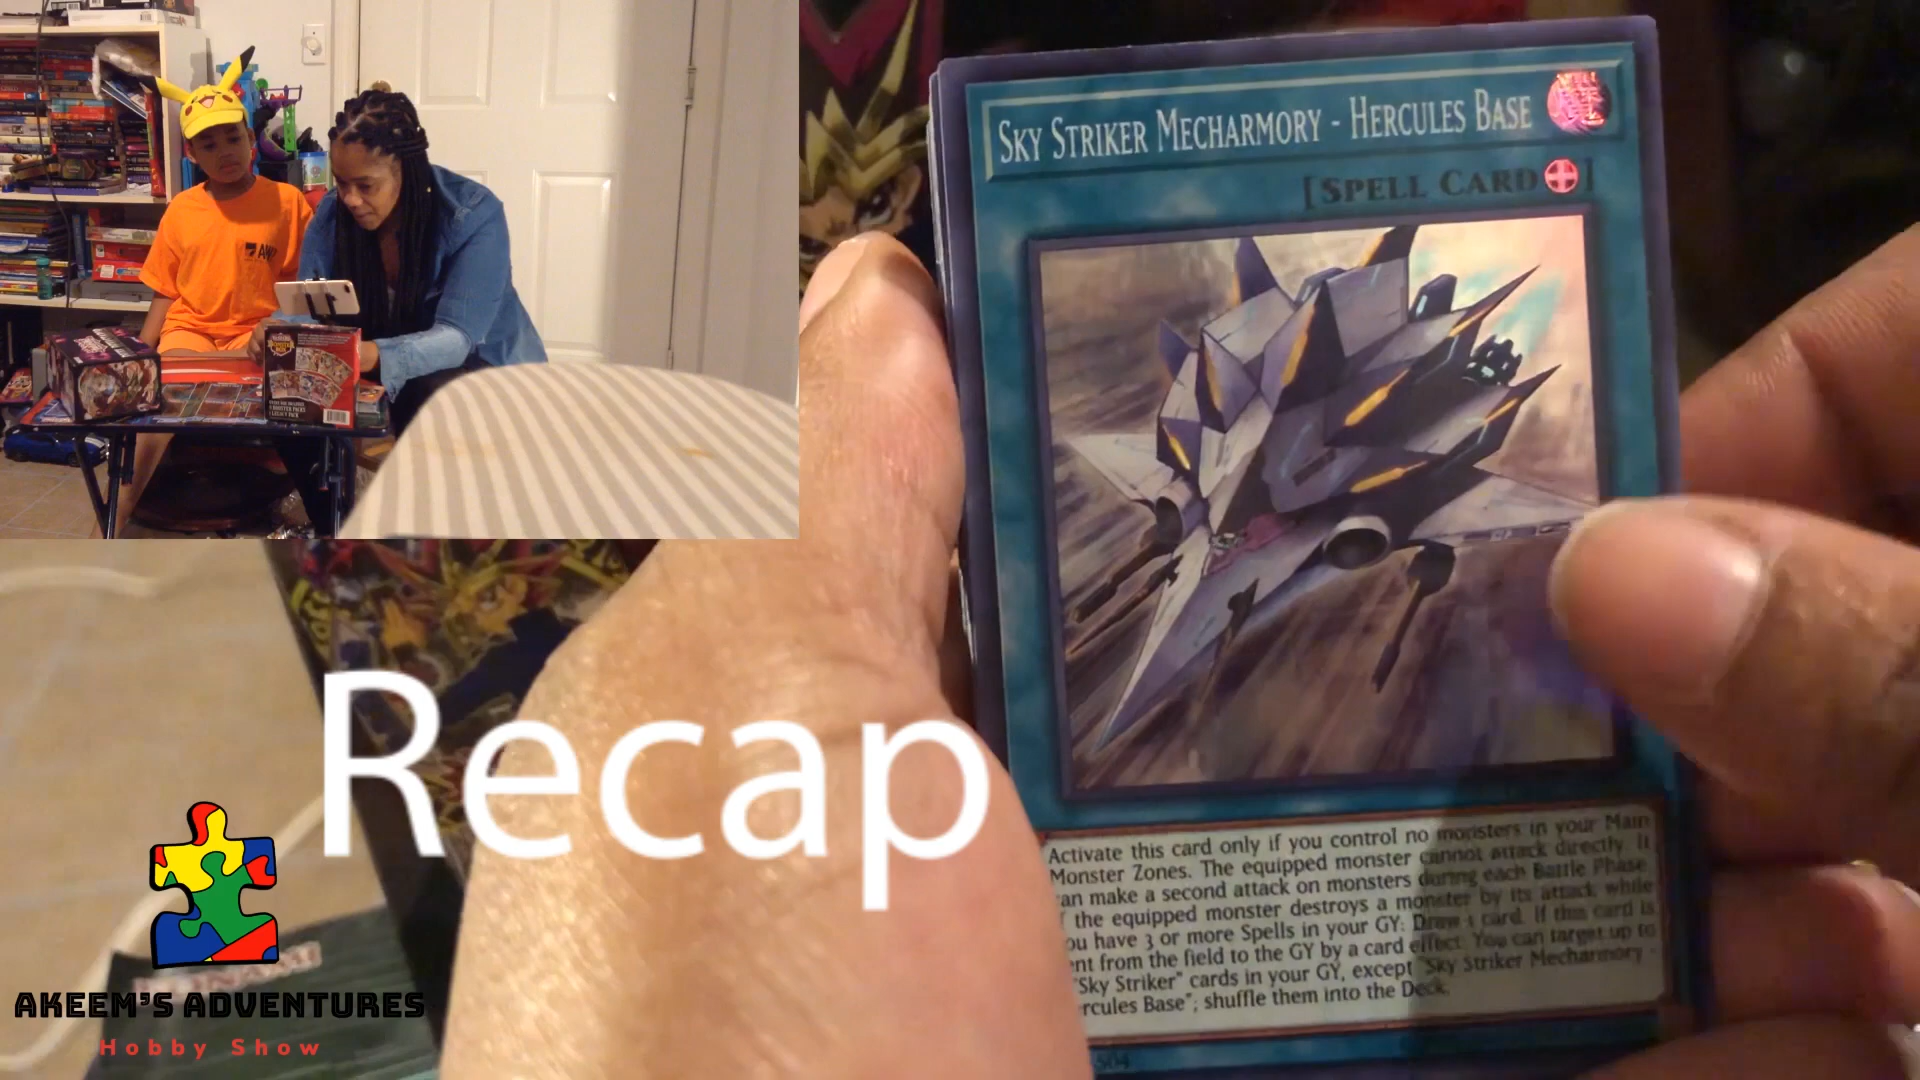 SKY STRIKER MECHARMORY - HERCULES BASE
[SPELL CARD]
Recap
Activate this card only if you control no monsters in your Main
Monster Zones. The equipped monster cannot attack directly. It
can make a second attack on monsters during each Battle Phase.
the equipped monster destroys a monster by its attack while
ou have 3 or more Spells in your GY: Draw 1 card. If this card is
ent from the field to the GY by a card effect: You can target up to
"Sky Striker" cards in your GY, except "Sky Striker Mecharmory -
rcules Base"; shuffle them into the Deck.
KONAMI
AKEEM'S ADVENTURES
Hobby Show